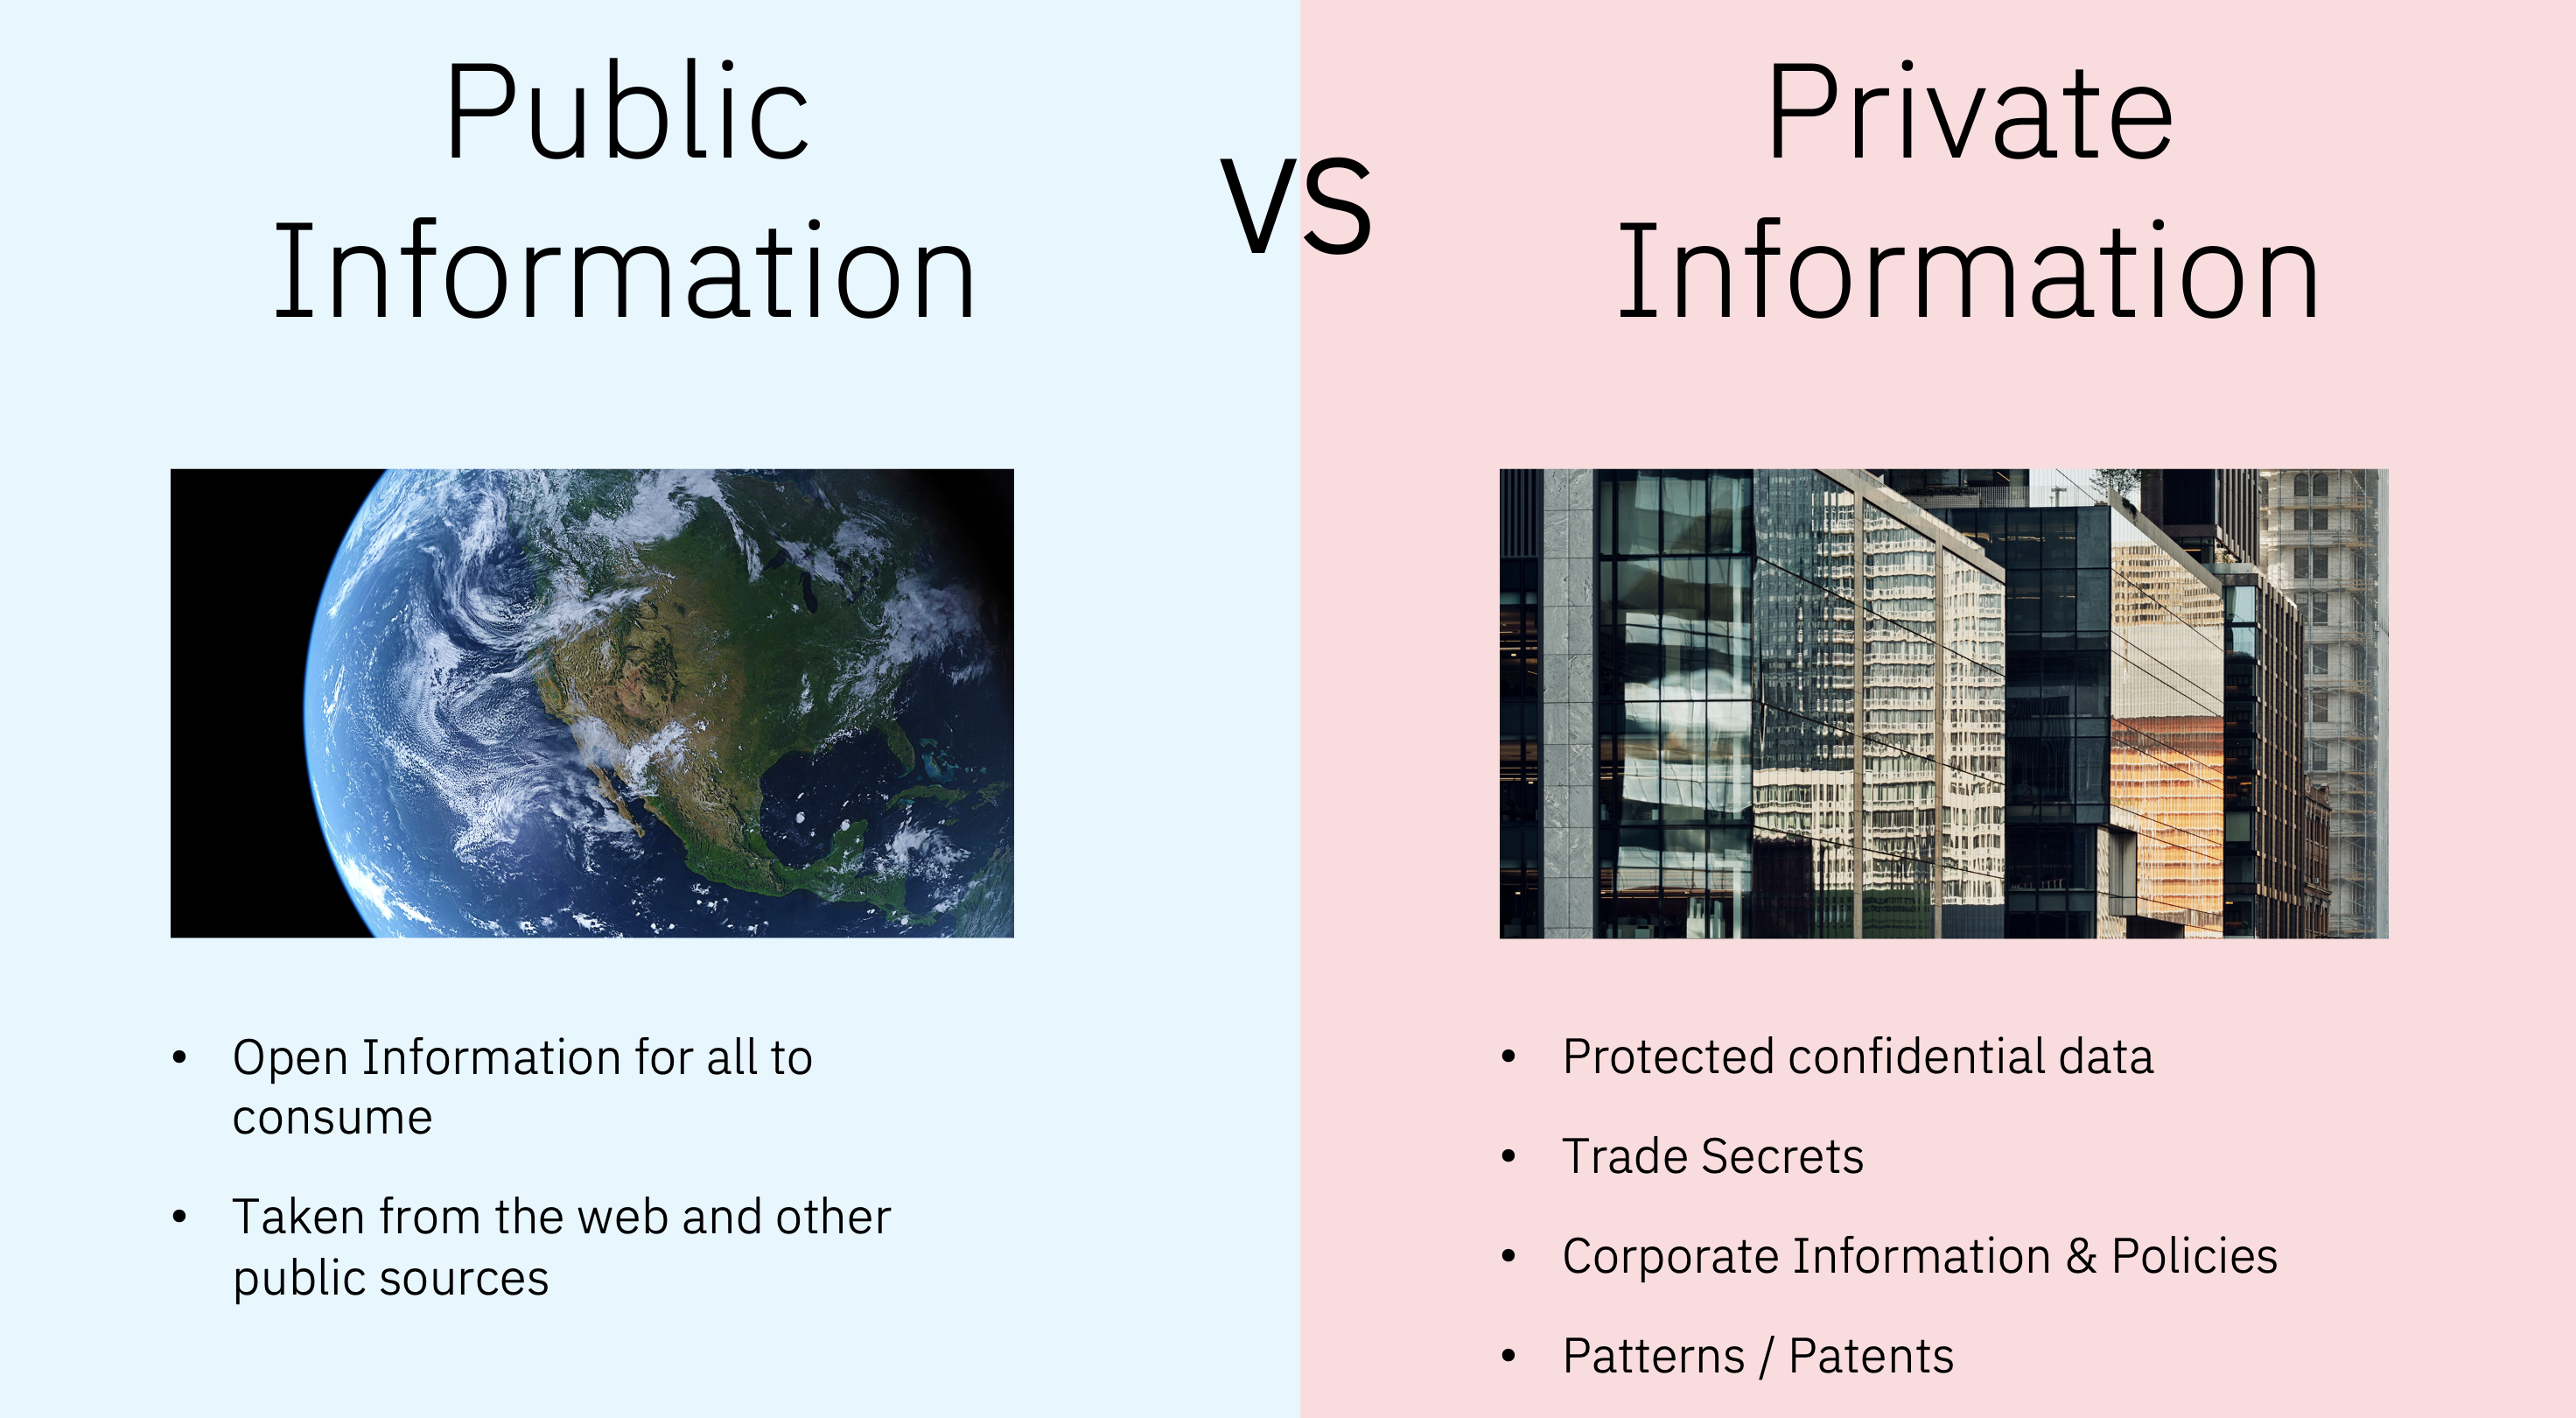 Public
Information
VS
Private
Information
• Open Information for all to
consume
• Taken from the web and other
public sources
• Protected confidential data
• Trade Secrets
• Corporate Information & Policies
• Patterns / Patents